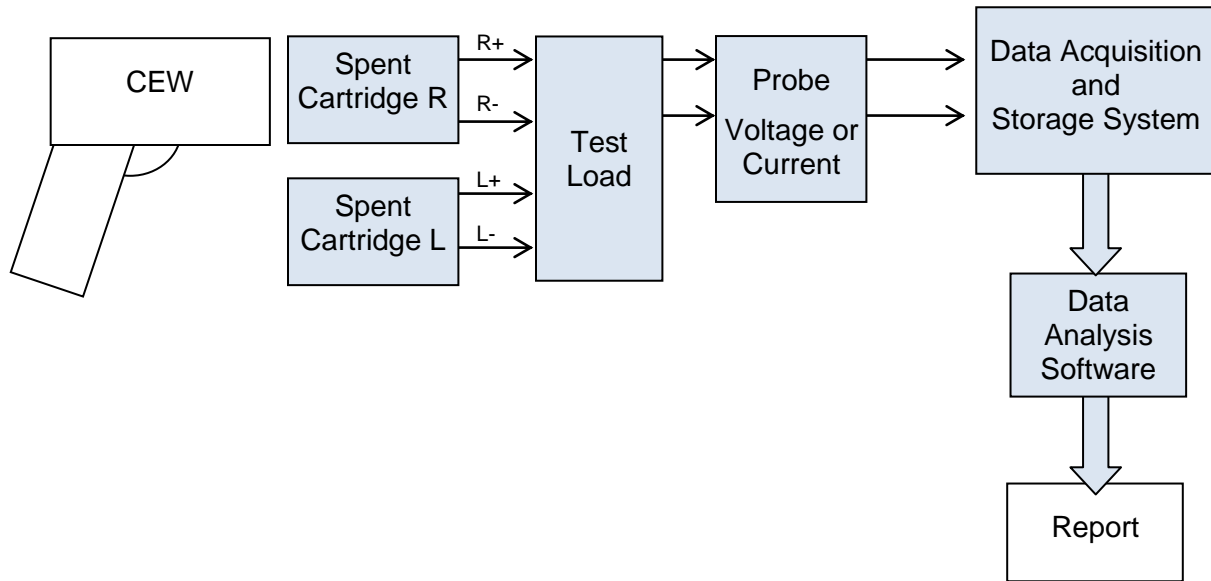 CEW
Spent
Cartridge R
R+
R-
Spent
Cartridge L
L+
L-
Test
Load
Probe
Voltage or
Current
Data Acquisition
and
Storage System
Data
Analysis
Software
Report